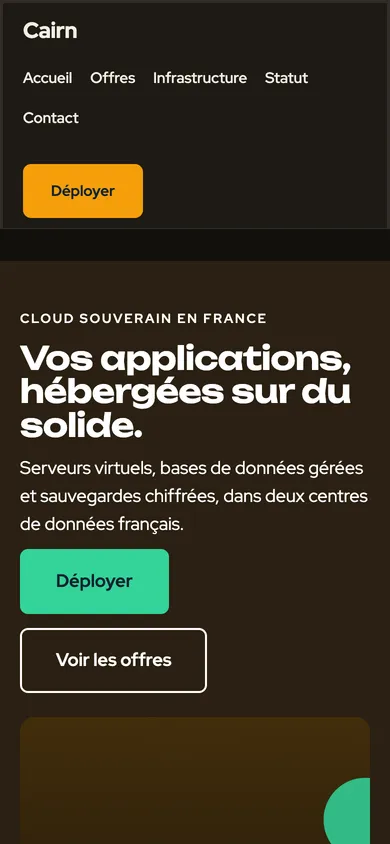 Cairn
Accueil Offres Infrastructure Statut
Contact
Déployer
CLOUD SOUVERAIN EN FRANCE
Vos applications,
hébergées sur du
solide.
Serveurs virtuels, bases de données gérées
et sauvegardes chiffrées, dans deux centres
de données français.
Déployer
Voir les offres